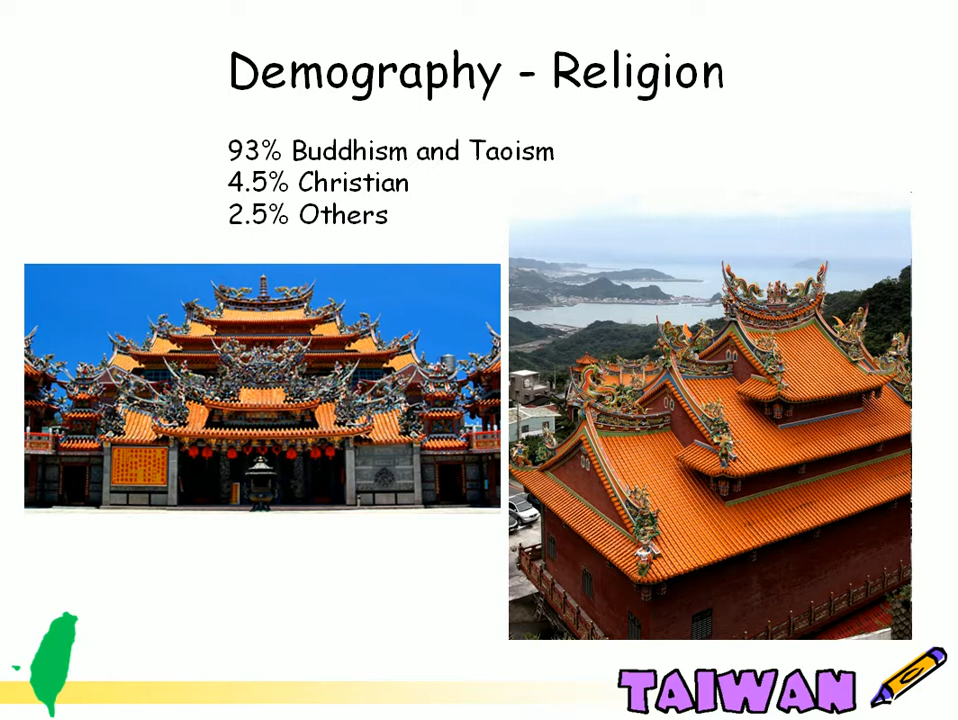 Demography - Religion
93% Buddhism and Taoism
4.5% Christian
2.5% Others
TAIWAN